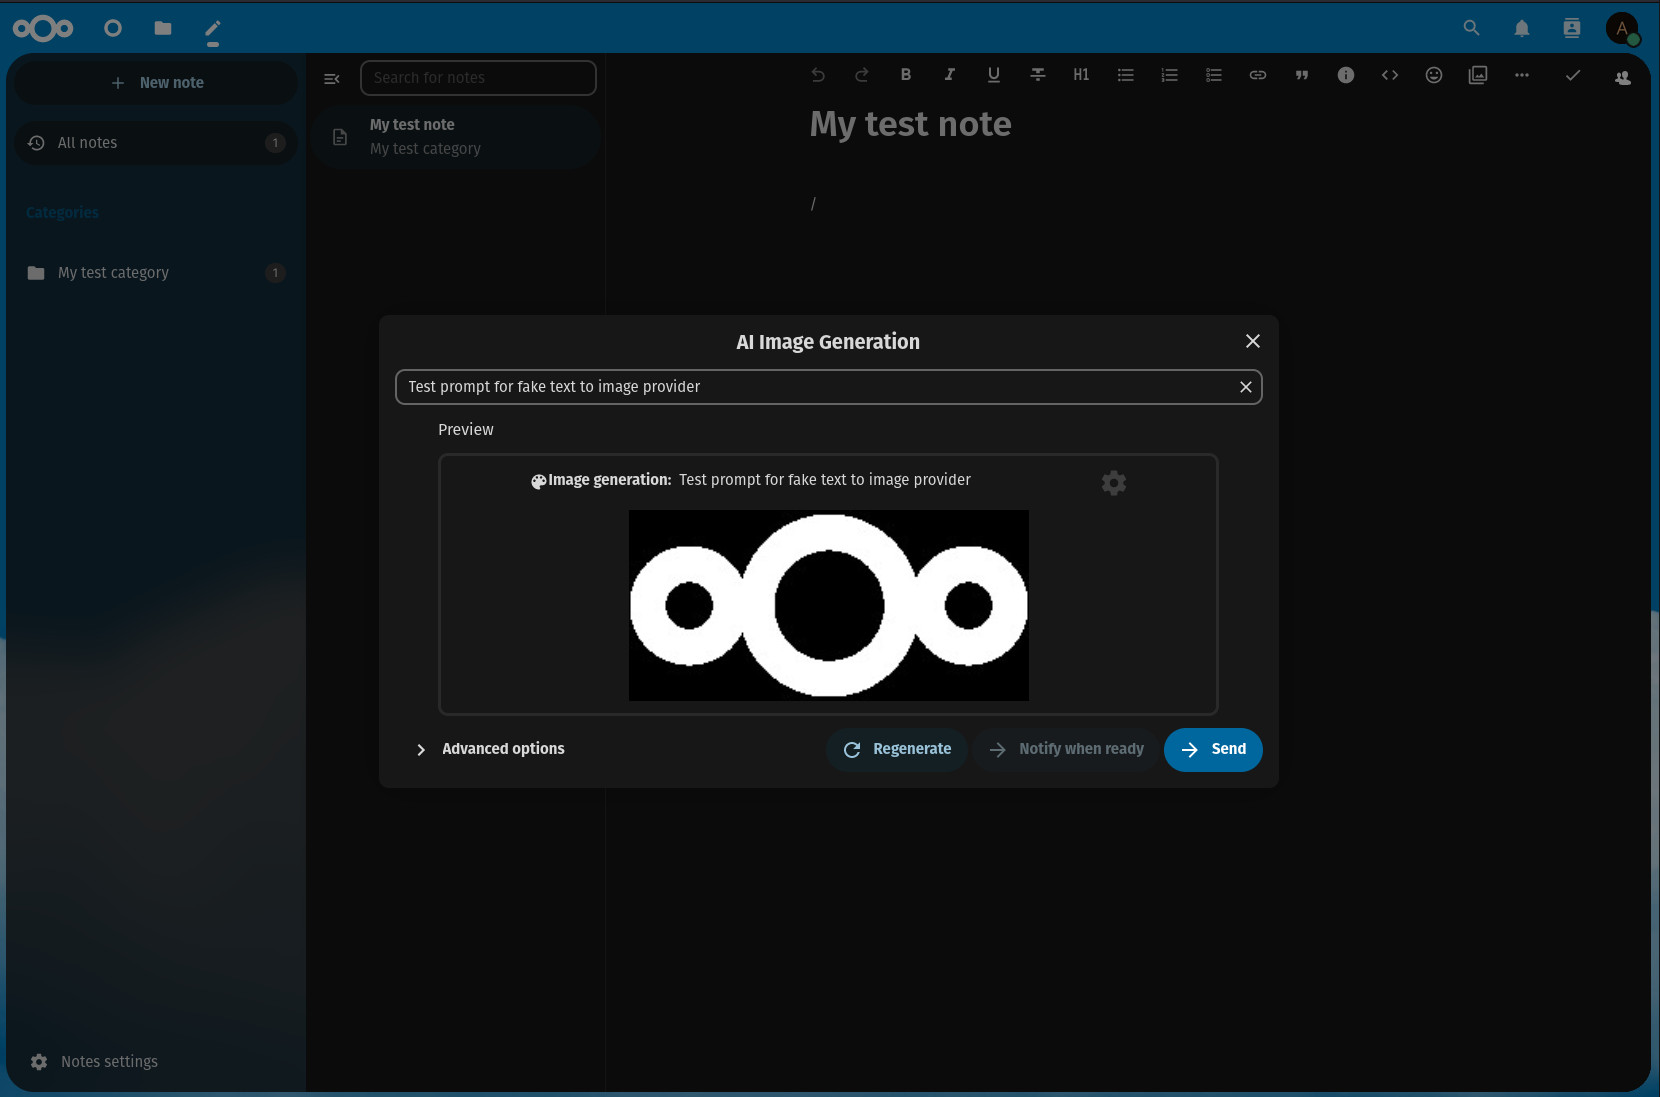 A
New note
Search for notes
H1
All notes 1
My test note
My test category
My test note
/
Categories
My test category 1
AI Image Generation
Test prompt for fake text to image provider
Preview
Image generation: Test prompt for fake text to image provider
Advanced options
Regenerate
Notify when ready
Send
Notes settings